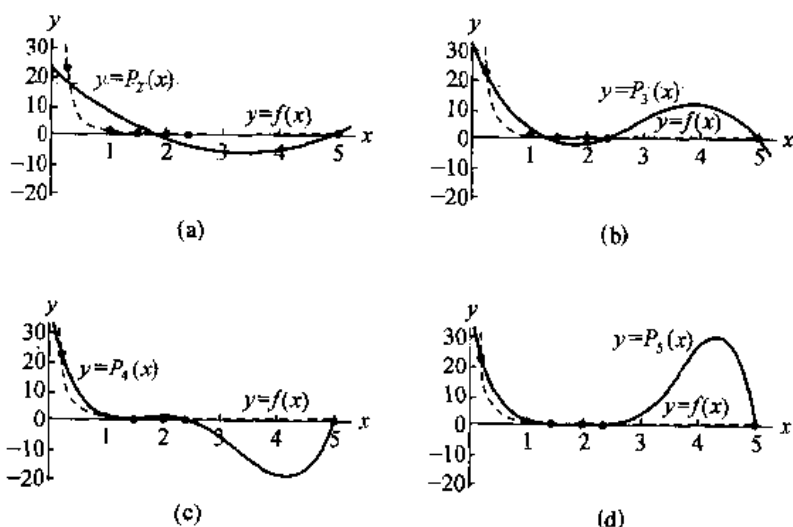 y
30
20
10
0
−10
−20
y=P₂(x)
y=f(x)
1 2 3 4 5 x
(a)
y
30
20
10
0
−10
−20
y=P₃(x)
y=f(x)
1 2 3 4 5 x
(b)
y
30
20
10
0
−10
−20
y=P₄(x)
y=f(x)
1 2 3 4 5 x
(c)
y
30
20
10
0
−10
−20
y=P₅(x)
y=f(x)
1 2 3 4 5 x
(d)